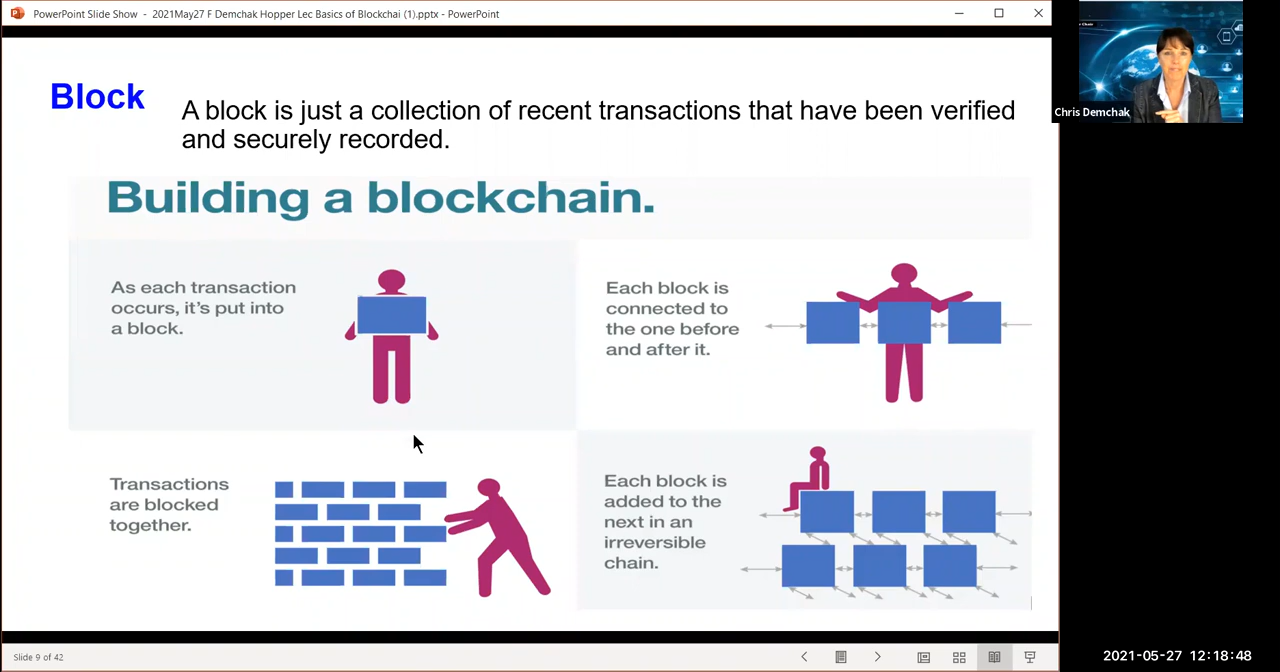 PowerPoint Slide Show - 2021May27 F Demchak Hopper Lec Basics of Blockchai (1).pptx - PowerPoint
Block
A block is just a collection of recent transactions that have been verified
and securely recorded.
Building a blockchain.
As each transaction
occurs, it's put into
a block.
Each block is
connected to
the one before
and after it.
Transactions
are blocked
together.
Each block is
added to the
next in an
irreversible
chain.
Chris Demchak
Slide 9 of 42
2021-05-27 12:18:48